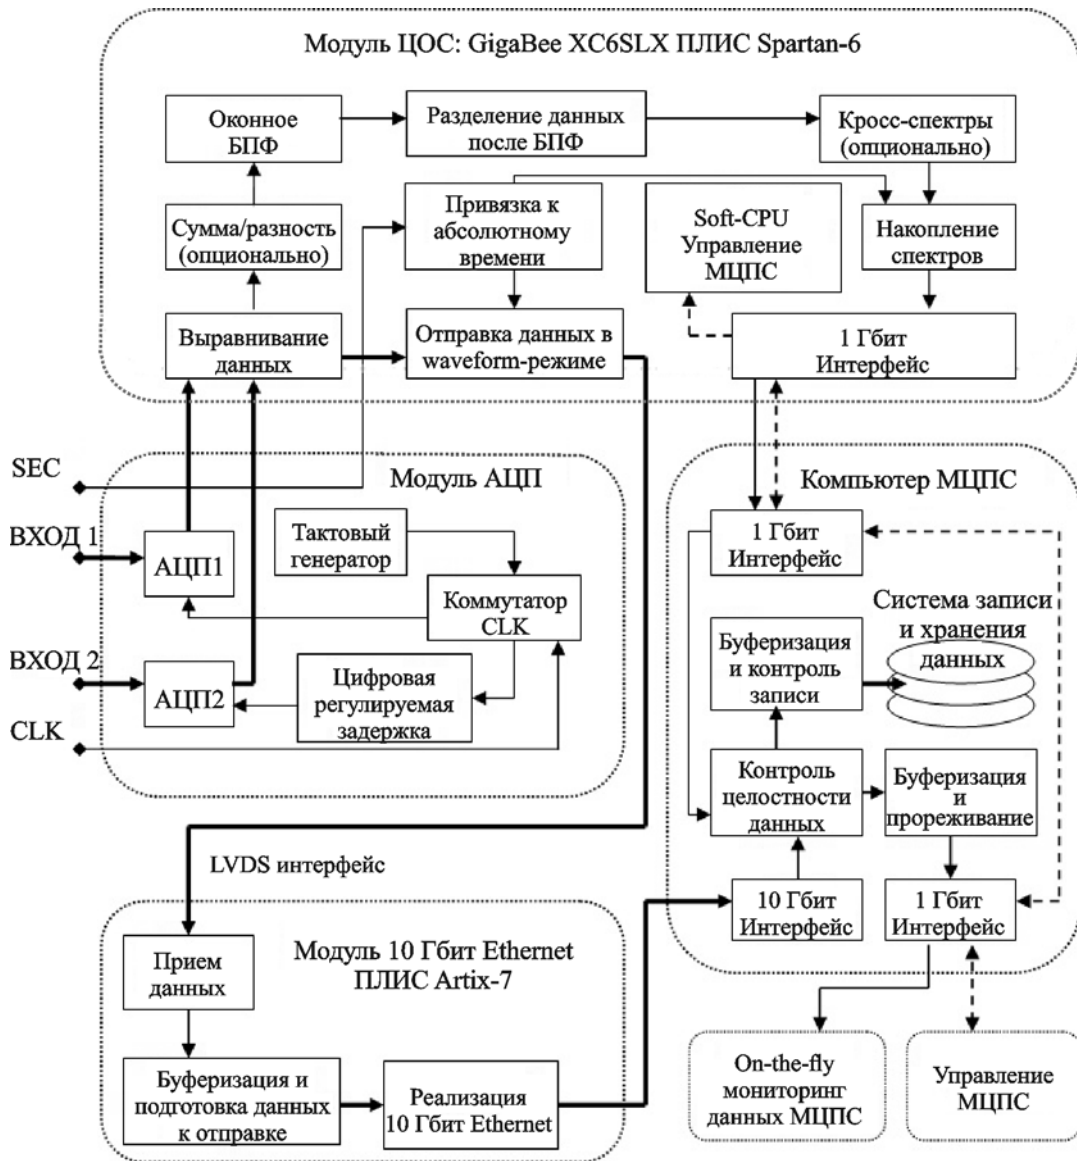 Модуль ЦОС: GigaBee XC6SLX ПЛИС Spartan-6
Оконное
БПФ
Разделение данных
после БПФ
Кросс-спектры
(опционально)
Сумма/разность
(опционально)
Привязка к
абсолютному
времени
Soft-CPU
Управление
МЦПС
Накопление
спектров
Выравнивание
данных
Отправка данных в
waveform-режиме
1 Гбит
Интерфейс
SEC
ВХОД 1
ВХОД 2
CLK
Модуль АЦП
АЦП1
Тактовый
генератор
Коммутатор
CLK
АЦП2
Цифровая
регулируемая
задержка
Компьютер МЦПС
1 Гбит
Интерфейс
Система записи
и хранения
данных
Буферизация
и контроль
записи
Контроль
целостности
данных
Буферизация
и
прореживание
10 Гбит
Интерфейс
1 Гбит
Интерфейс
LVDS интерфейс
Модуль 10 Гбит Ethernet
ПЛИС Artix-7
Прием
данных
Буферизация и
подготовка данных
к отправке
Реализация
10 Гбит Ethernet
On-the-fly
мониторинг
данных МЦПС
Управление
МЦПС